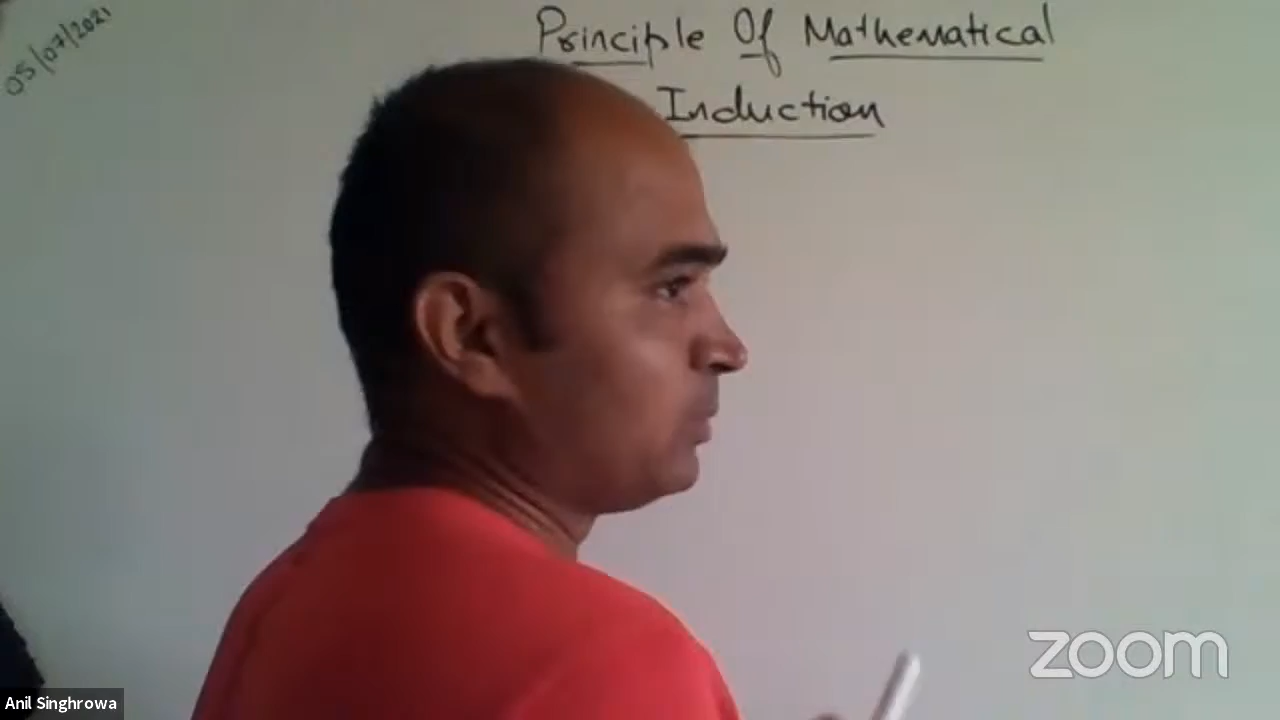 05/07/2021
Principle Of Mathematical
Induction
zoom
Anil Singhrowa